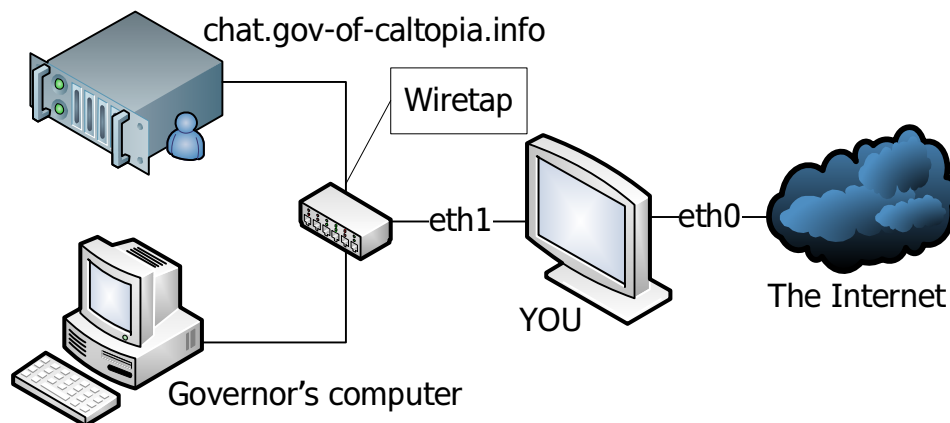 chat.gov-of-caltopia.info
Wiretap
eth1
eth0
YOU
The Internet
Governor's computer